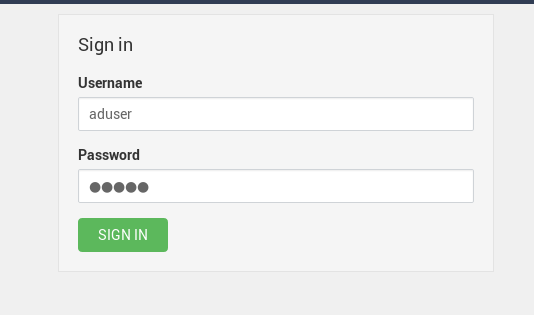 Sign in
Username
aduser
Password
●●●●●
SIGN IN